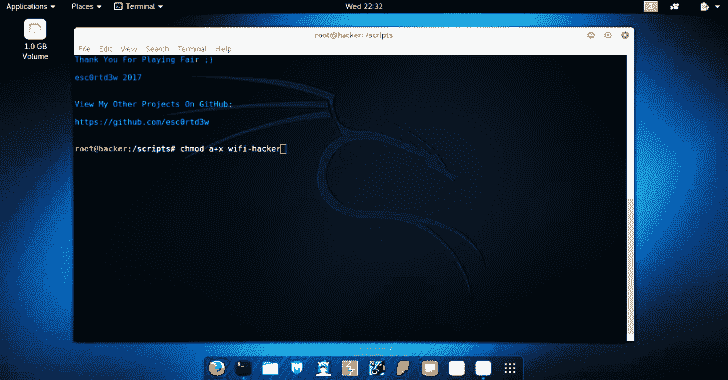 Applications Places Terminal Wed 22:32
1.0 GB
Volume
root@hacker: /scripts
File Edit View Search Terminal Help
Thank You For Playing Fair ;)
esc0rtd3w 2017
View My Other Projects On GitHub:
https://github.com/esc0rtd3w
root@hacker:/scripts# chmod a+x wifi-hacker